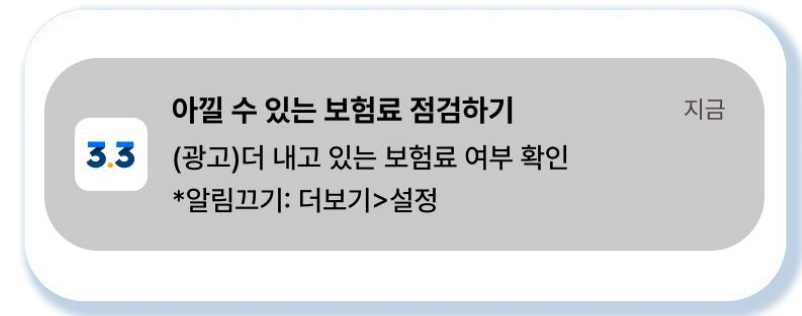 아낄 수 있는 보험료 점검하기
지금
3.3
(광고)더 내고 있는 보험료 여부 확인
*알림끄기: 더보기>설정